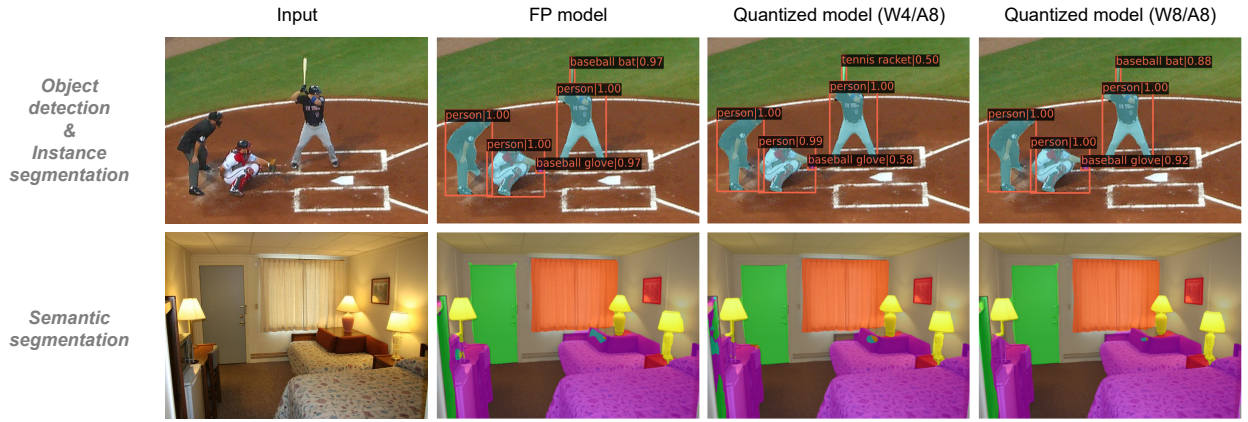 Input
FP model
Quantized model (W4/A8)
Quantized model (W8/A8)
Object
detection
&
Instance
segmentation
baseball bat|0.97
person|1.00
person|1.00
person|1.00
baseball glove|0.97
tennis racket|0.50
person|1.00
person|1.00
person|0.99
baseball glove|0.58
baseball bat|0.88
person|1.00
person|1.00
person|1.00
baseball glove|0.92
Semantic
segmentation